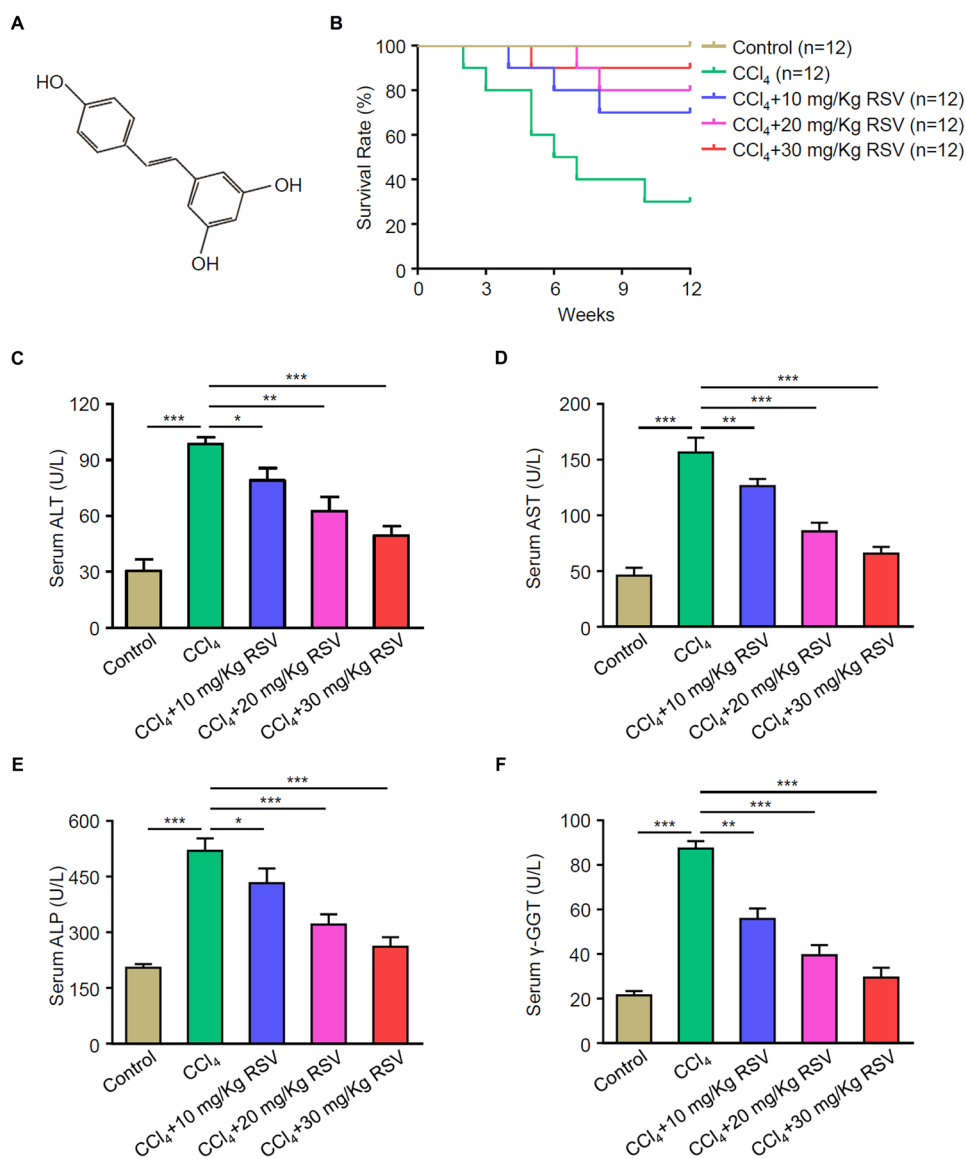 A
HO
OH
OH
B
Survival Rate (%)
100
80
60
40
20
0
0 3 6 9 12
Weeks
Control (n=12)
CCl₄ (n=12)
CCl₄+10 mg/Kg RSV (n=12)
CCl₄+20 mg/Kg RSV (n=12)
CCl₄+30 mg/Kg RSV (n=12)
C
Serum ALT (U/L)
120
90
60
30
0
***
**
*** *
Control
CCl₄
CCl₄+10 mg/Kg RSV
CCl₄+20 mg/Kg RSV
CCl₄+30 mg/Kg RSV
D
Serum AST (U/L)
200
150
100
50
0
***
***
*** **
Control
CCl₄
CCl₄+10 mg/Kg RSV
CCl₄+20 mg/Kg RSV
CCl₄+30 mg/Kg RSV
E
Serum ALP (U/L)
600
450
300
150
0
***
***
*** *
Control
CCl₄
CCl₄+10 mg/Kg RSV
CCl₄+20 mg/Kg RSV
CCl₄+30 mg/Kg RSV
F
Serum γ-GGT (U/L)
100
80
60
40
20
0
***
***
*** **
Control
CCl₄
CCl₄+10 mg/Kg RSV
CCl₄+20 mg/Kg RSV
CCl₄+30 mg/Kg RSV